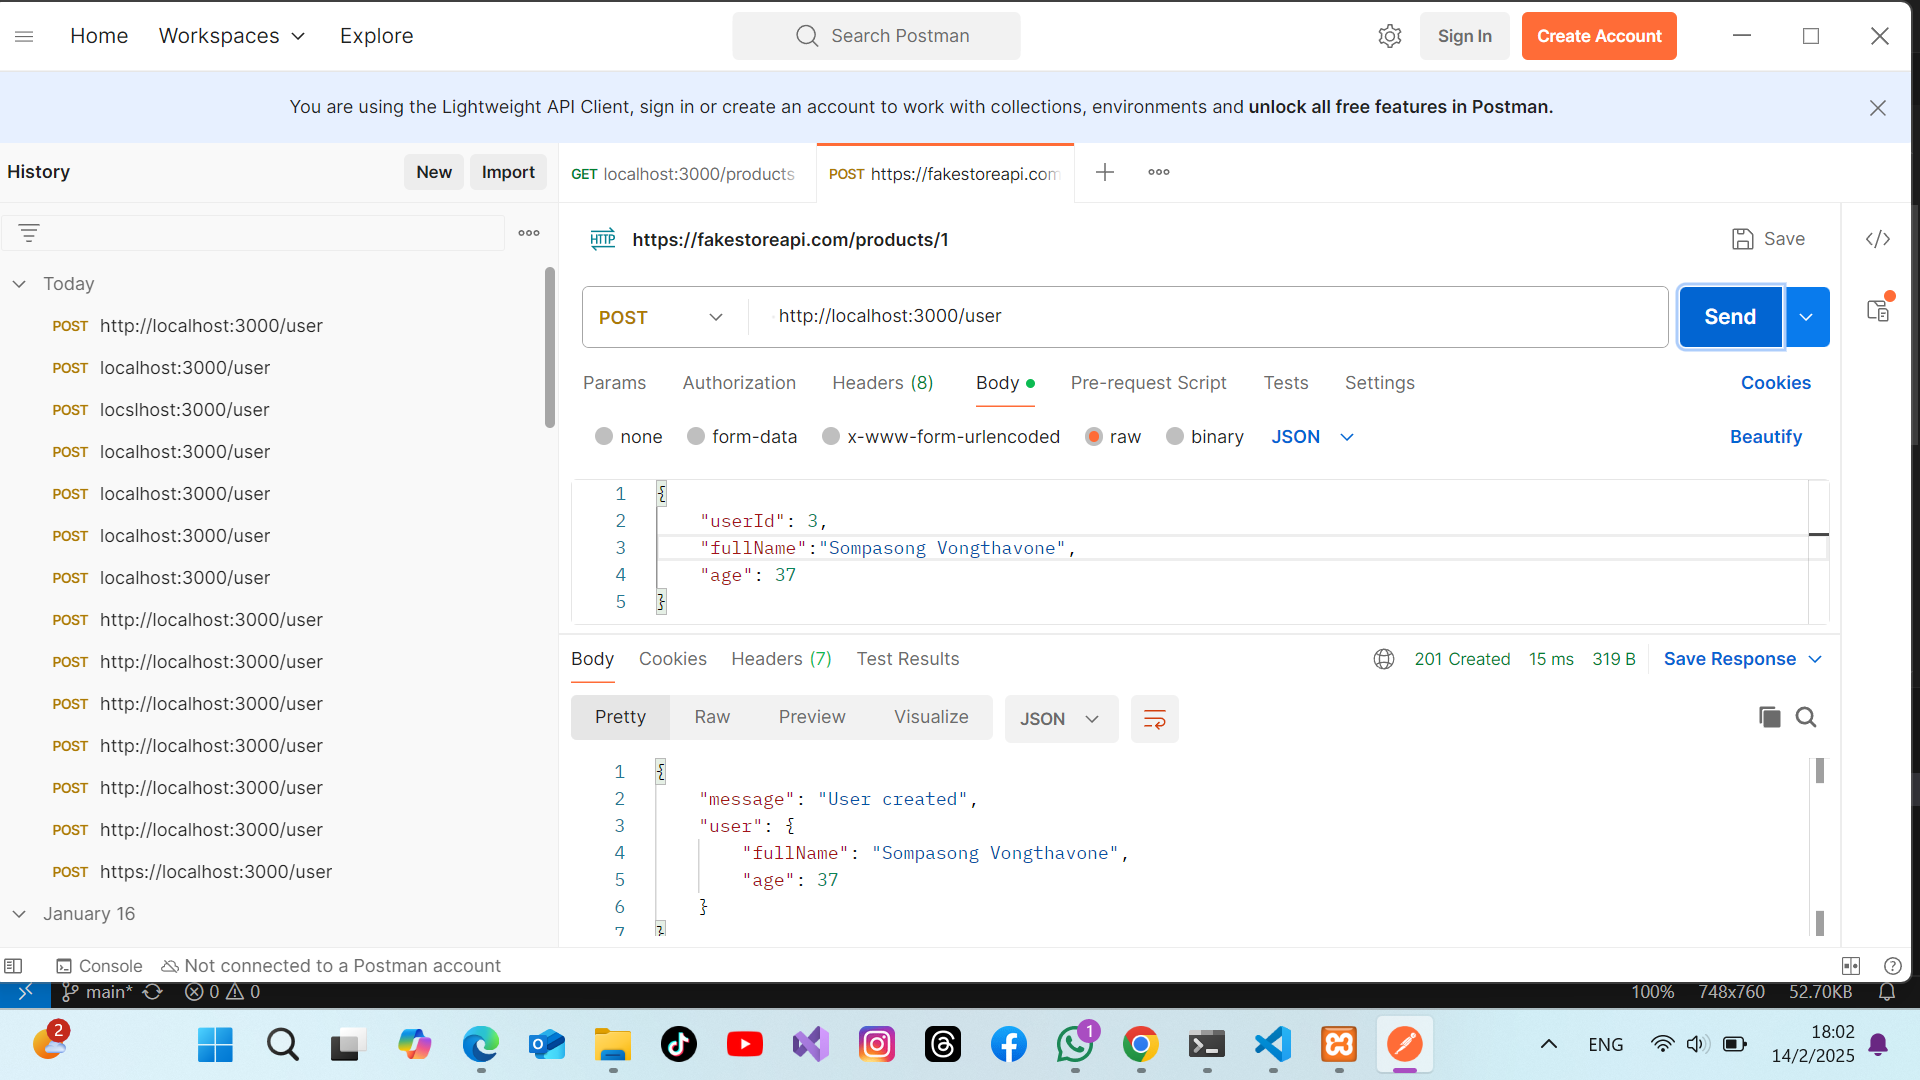 Home Workspaces Explore Search Postman Sign In Create Account
You are using the Lightweight API Client, sign in or create an account to work with collections, environments and unlock all free features in Postman.
History New Import
GET localhost:3000/products POST https://fakestoreapi.com
HTTP https://fakestoreapi.com/products/1 Save </>
Today
POST http://localhost:3000/user
POST localhost:3000/user
POST locslhost:3000/user
POST localhost:3000/user
POST localhost:3000/user
POST localhost:3000/user
POST localhost:3000/user
POST http://localhost:3000/user
POST http://localhost:3000/user
POST http://localhost:3000/user
POST http://localhost:3000/user
POST http://localhost:3000/user
POST http://localhost:3000/user
POST https://localhost:3000/user
January 16
POST http://localhost:3000/user Send
Params Authorization Headers (8) Body Pre-request Script Tests Settings Cookies
none form-data x-www-form-urlencoded raw binary JSON Beautify
1 {
2 "userId": 3,
3 "fullName":"Sompasong Vongthavone",
4 "age": 37
5 }
Body Cookies Headers (7) Test Results 201 Created 15 ms 319 B Save Response
Pretty Raw Preview Visualize JSON
1 {
2 "message": "User created",
3 "user": {
4 "fullName": "Sompasong Vongthavone",
5 "age": 37
6 }
7 }
Console Not connected to a Postman account
main* 0 0 100% 748x760 52.70KB
2 1 ENG 18:02
14/2/2025